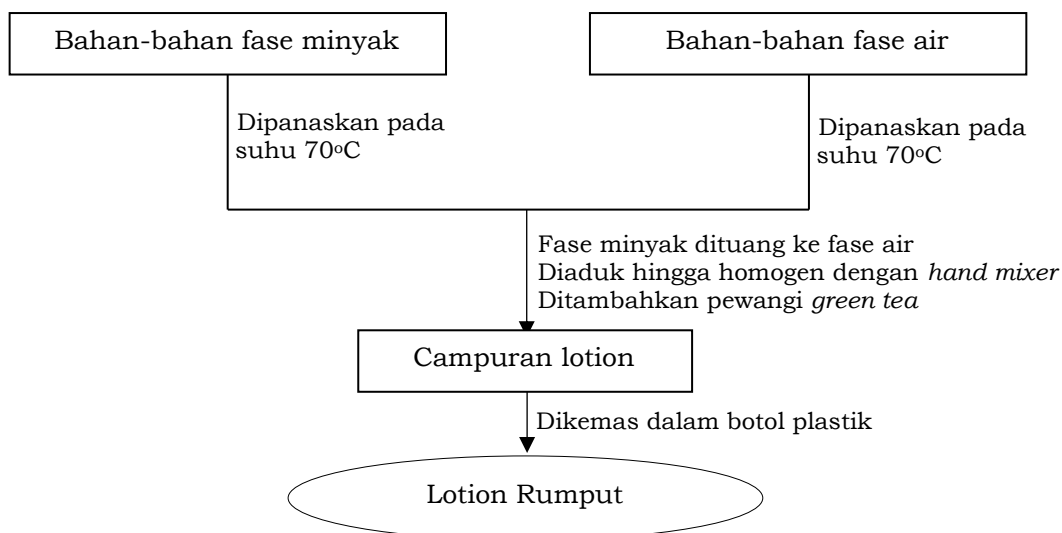 Bahan-bahan fase minyak
Bahan-bahan fase air
Dipanaskan pada
suhu 70°C
Dipanaskan pada
suhu 70°C
Fase minyak dituang ke fase air
Diaduk hingga homogen dengan hand mixer
Ditambahkan pewangi green tea
Campuran lotion
Dikemas dalam botol plastik
Lotion Rumput